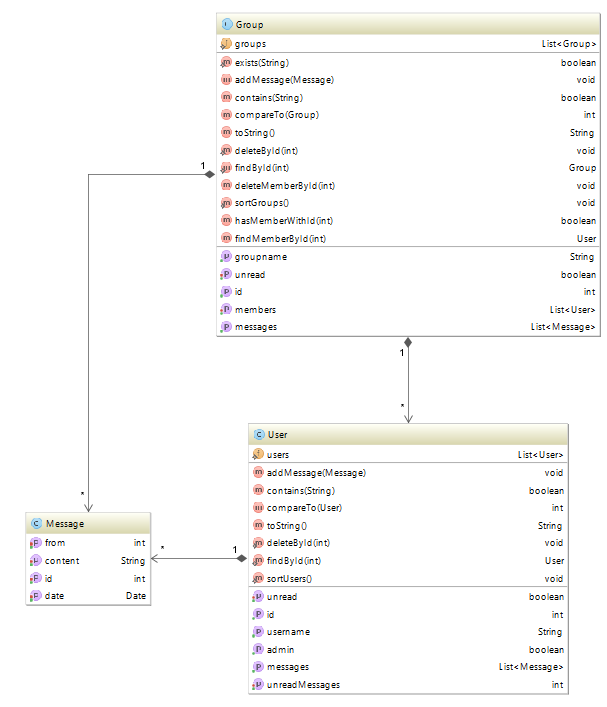 Group
groups List<Group>
exists(String) boolean
addMessage(Message) void
contains(String) boolean
compareTo(Group) int
toString() String
deleteById(int) void
findById(int) Group
deleteMemberById(int) void
sortGroups() void
hasMemberWithId(int) boolean
findMemberById(int) User
groupname String
unread boolean
id int
members List<User>
messages List<Message>
1
1
*
User
users List<User>
addMessage(Message) void
contains(String) boolean
compareTo(User) int
toString() String
deleteById(int) void
findById(int) User
sortUsers() void
unread boolean
id int
username String
admin boolean
messages List<Message>
unreadMessages int
*
Message
from int
content String
id int
date Date
* 1